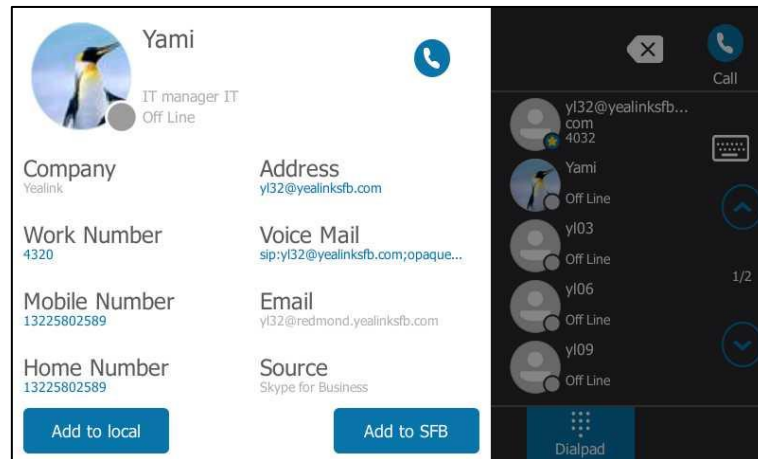 Yami
IT manager IT
Off Line
Company
Yealink
Address
yl32@yealinksfb.com
Work Number
4320
Voice Mail
sip:yl32@yealinksfb.com;opaque...
Mobile Number
13225802589
Email
yl32@redmond.yealinksfb.com
Home Number
13225802589
Source
Skype for Business
Add to local
Add to SFB
Call
yl32@yealinksfb...
com
4032
Yami
Off Line
yl03
Off Line
1/2
yl06
Off Line
yl09
Off Line
Dialpad